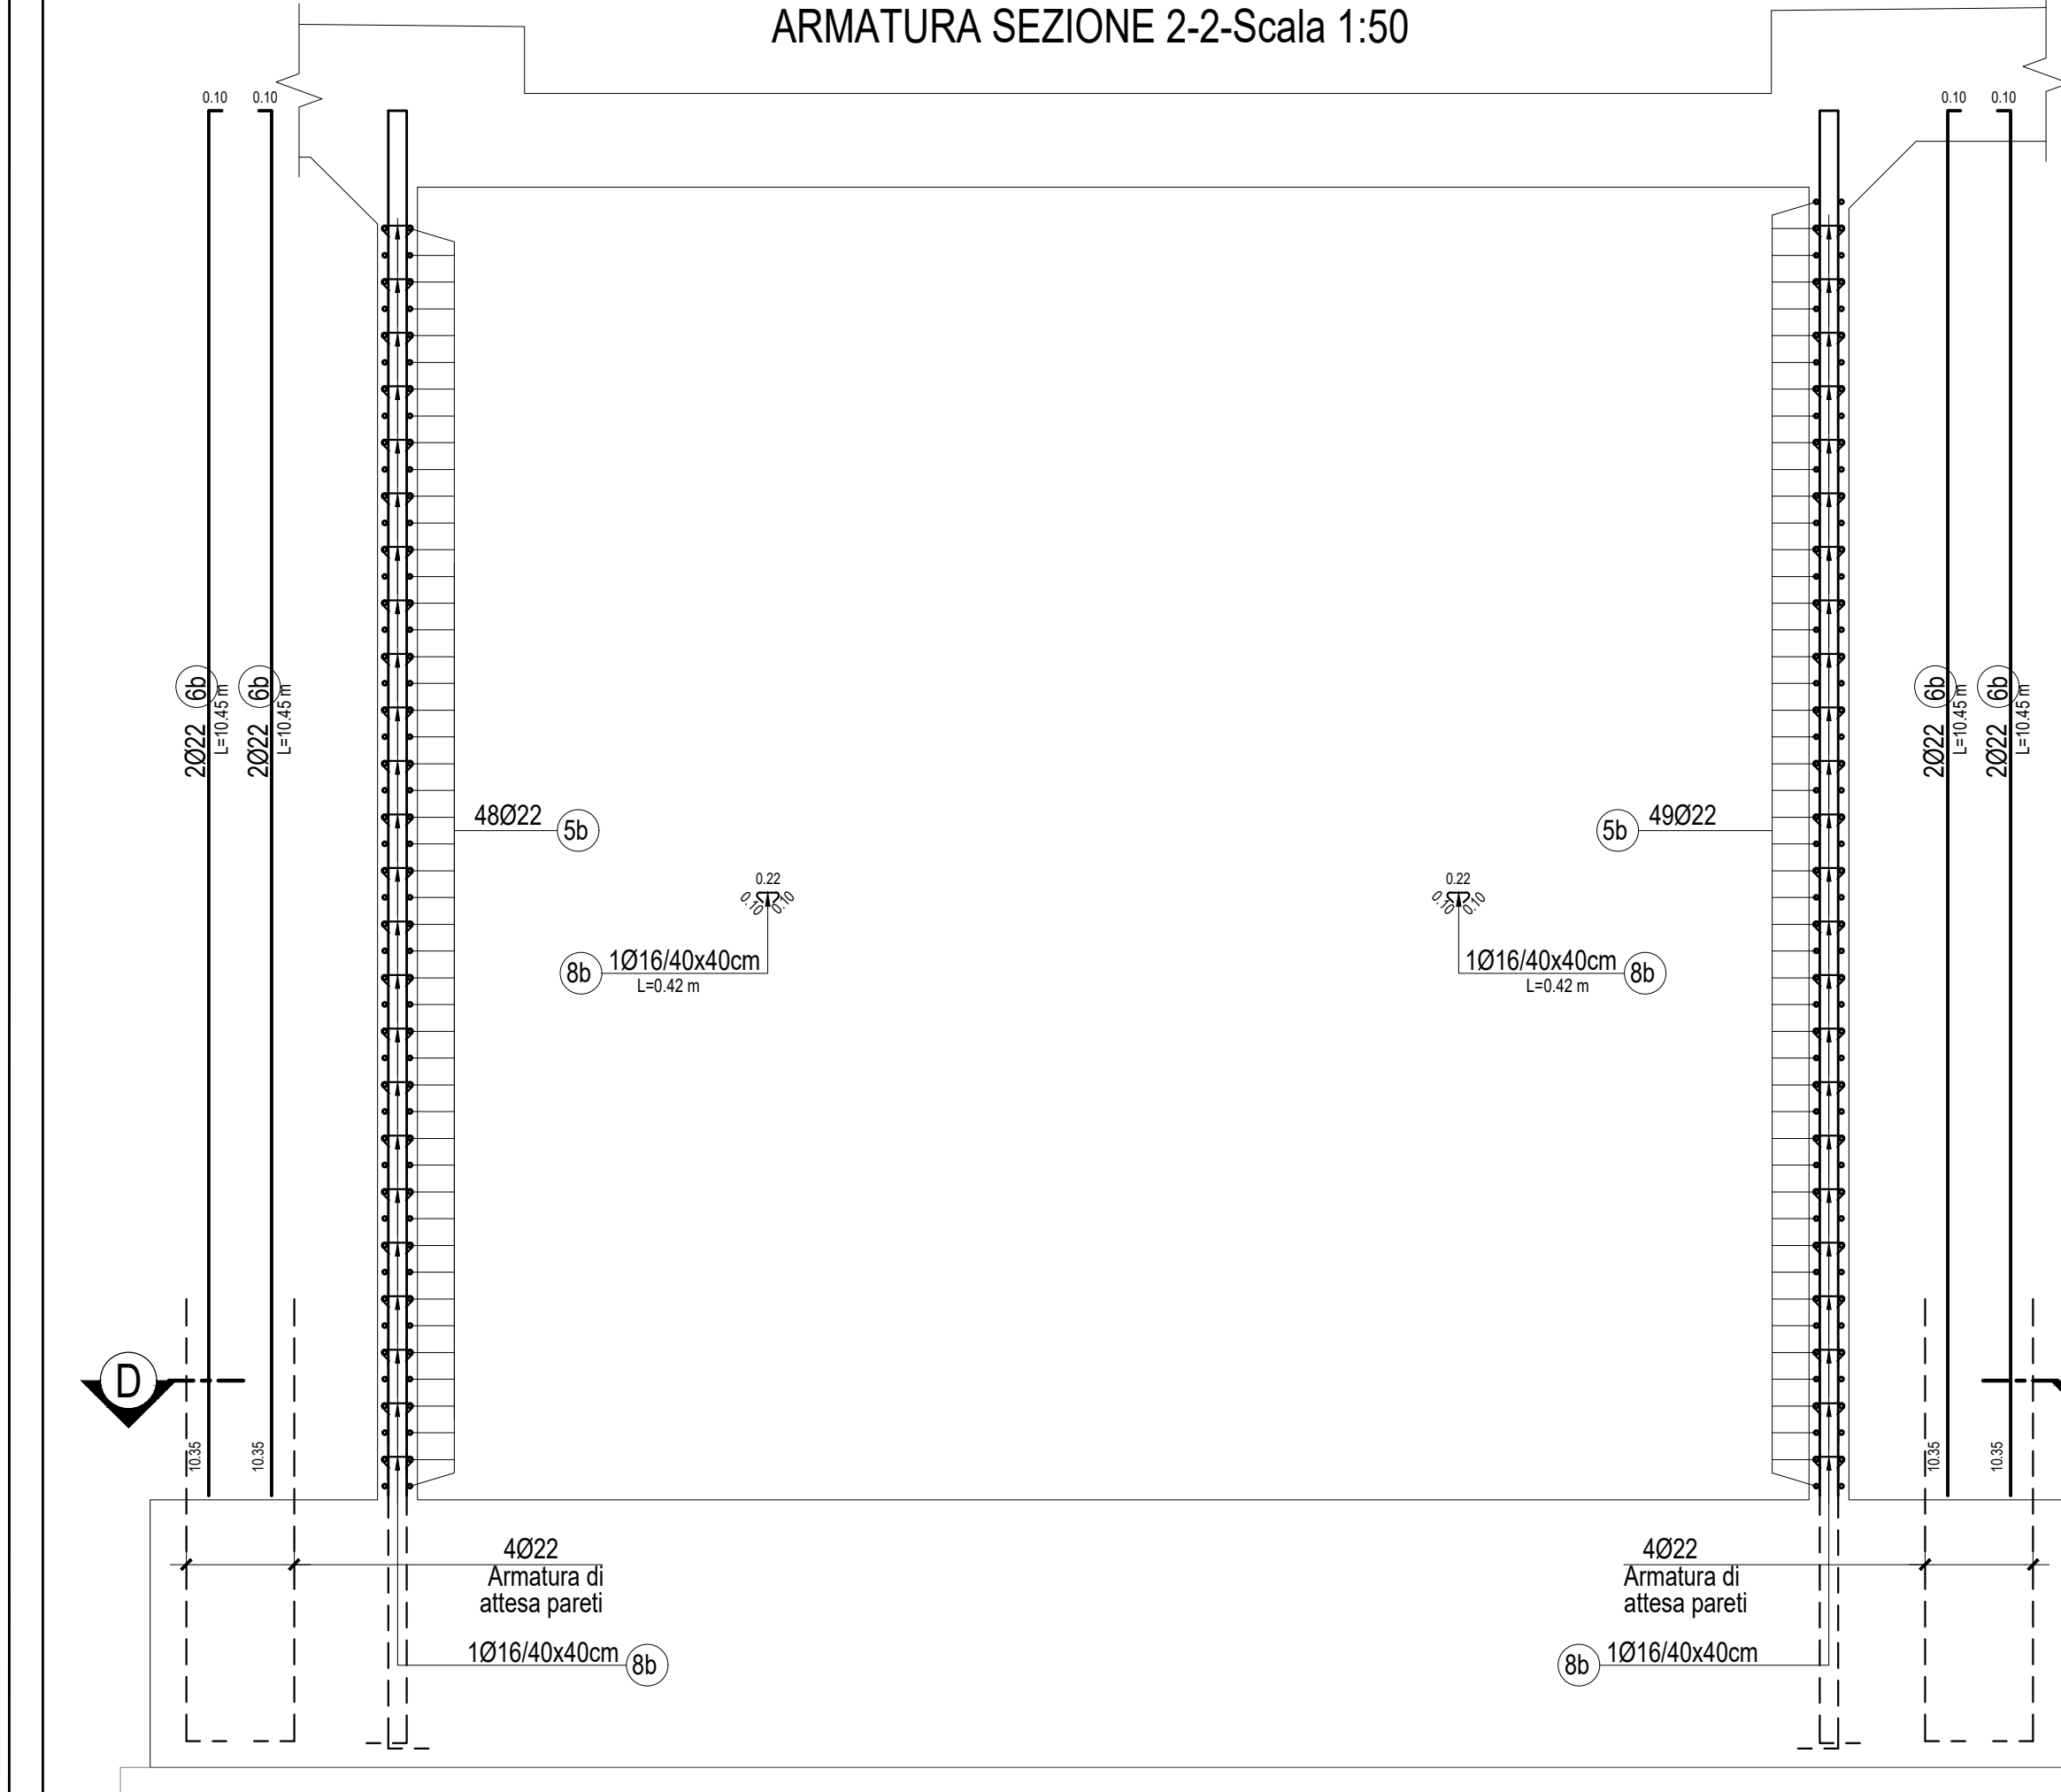 ARMATURA SEZIONE 2-2-Scala 1:50
0.10
0.10
0.10
0.10
2Ø22 6b
L=10.45 m
2Ø22 6b
L=10.45 m
2Ø22 6b
L=10.45 m
2Ø22 6b
L=10.45 m
48Ø22 5b
5b 49Ø22
0.22
0.10 0.10
8b 1Ø16/40x40cm
L=0.42 m
0.22
0.10 0.10
1Ø16/40x40cm 8b
L=0.42 m
D
10.35
10.35
10.35
10.35
4Ø22
Armatura di
attesa pareti
1Ø16/40x40cm 8b
4Ø22
Armatura di
attesa pareti
8b 1Ø16/40x40cm